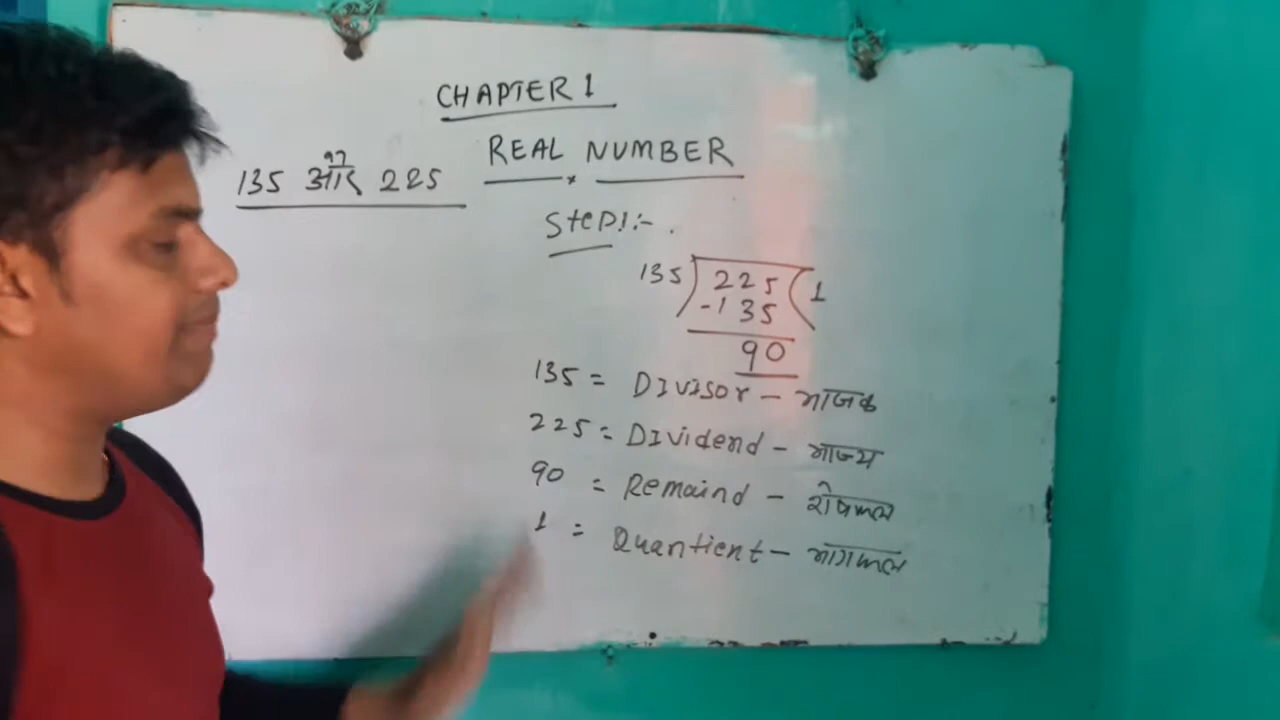 CHAPTER 1
REAL NUMBER
135 और 225
Step1:-
135) 225 (1
-135
90
135 = Divisor - भाजक
225 = Dividend - भाज्य
90 = Remaind - शेषफल
1 = Quantient - भागफल